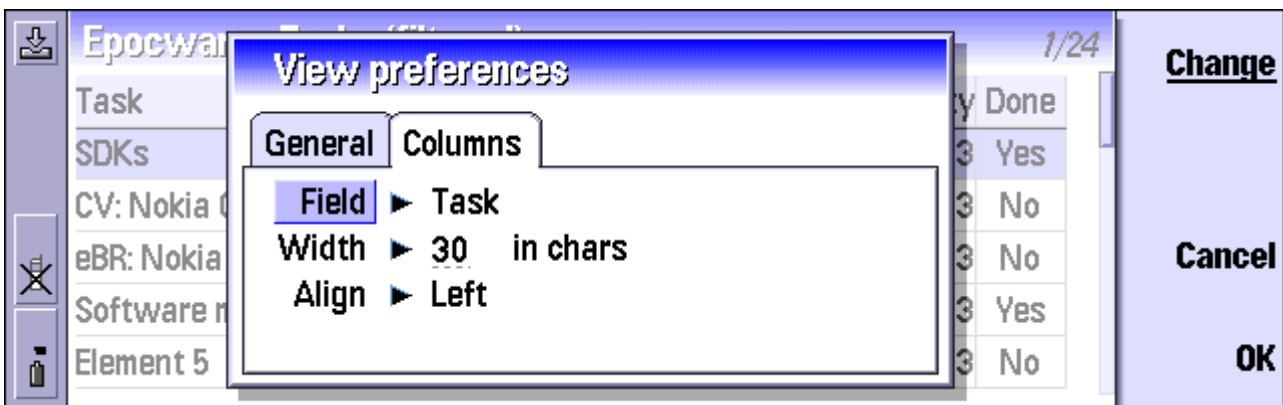 1/24
View preferences
Change
Task
Done
General Columns
SDKs
3 Yes
Field Task
CV: Nokia
3 No
Width 30 in chars
eBR: Nokia
3 No
Cancel
Align Left
Software
3 Yes
Element 5
3 No
OK